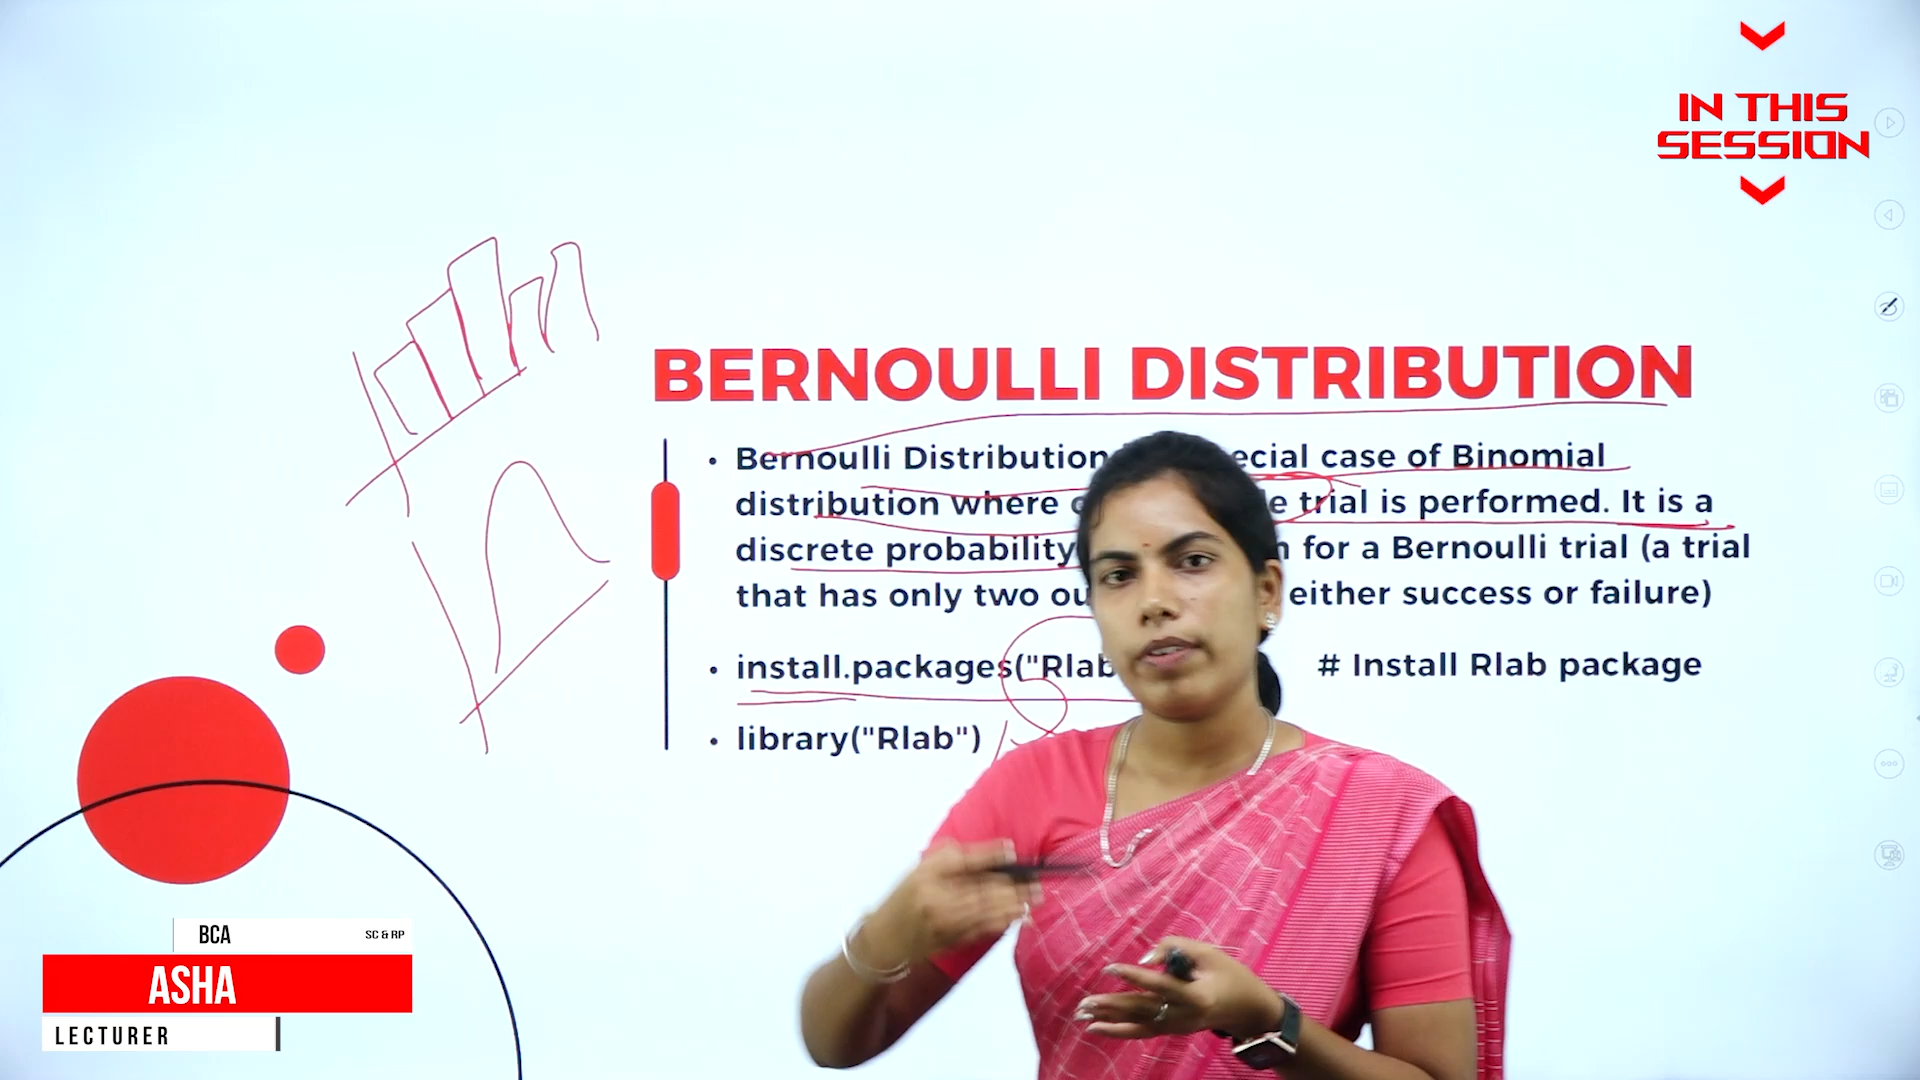 IN THIS
SESSION
BERNOULLI DISTRIBUTION
• Bernoulli Distribution ecial case of Binomial
distribution where trial is performed. It is a
discrete probability for a Bernoulli trial (a trial
that has only two either success or failure)
• install.packages("Rlab # Install Rlab package
• library("Rlab")
BCA SC & RP
ASHA
LECTURER